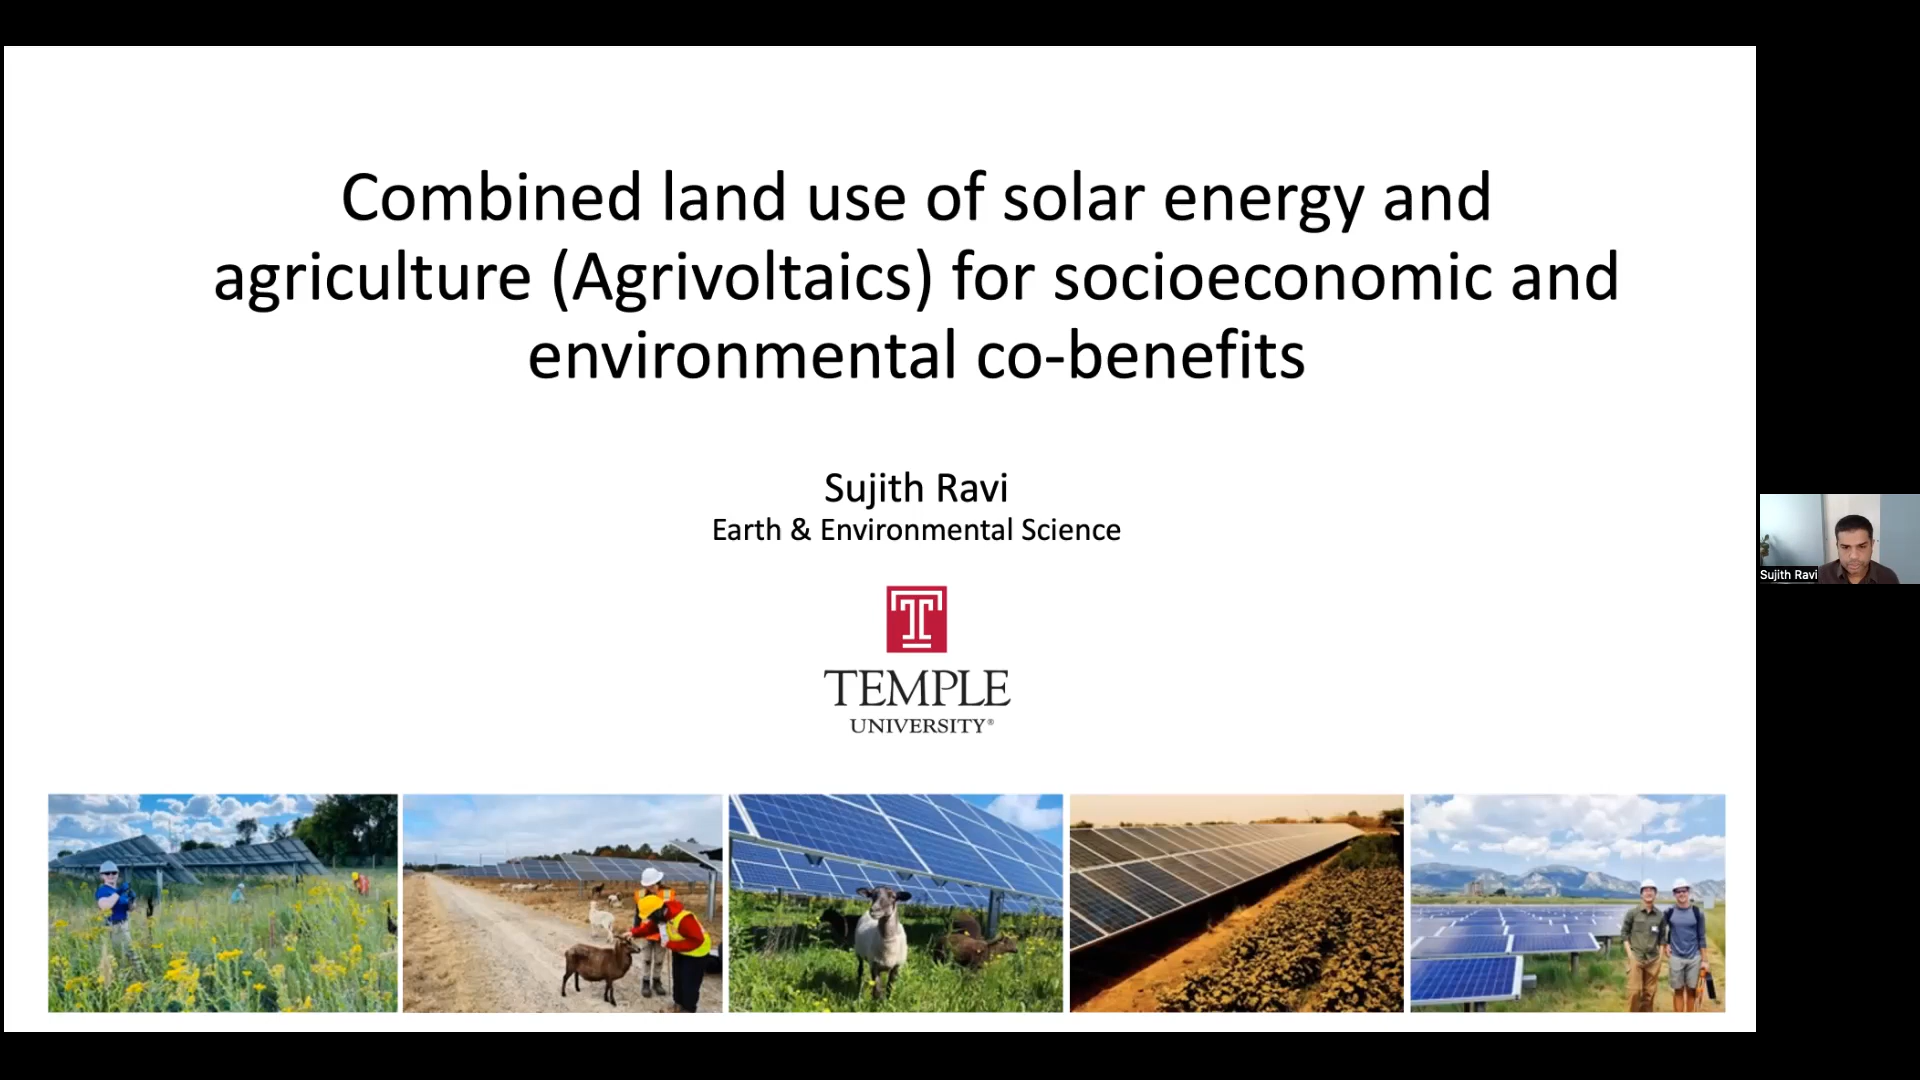 Combined land use of solar energy and
agriculture (Agrivoltaics) for socioeconomic and
environmental co-benefits
Sujith Ravi
Earth & Environmental Science
TEMPLE
UNIVERSITY®
Sujith Ravi